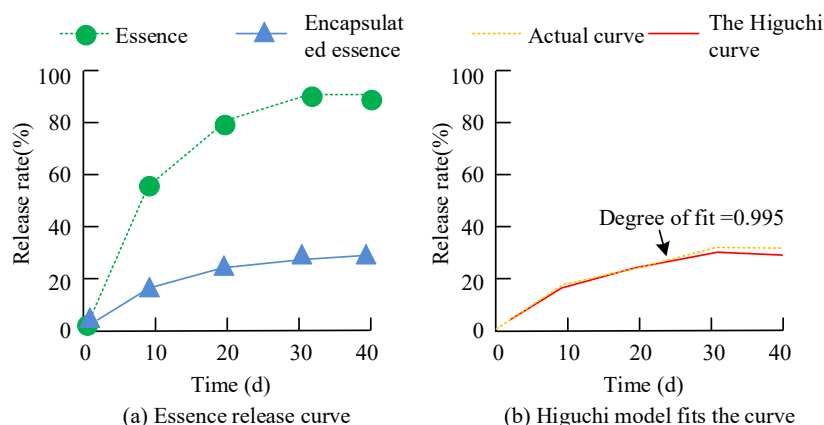 Essence
Encapsulat
ed essence
Actual curve
The Higuchi
curve
100
80
60
40
20
0
Release rate(%)
0 10 20 30 40
Time (d)
(a) Essence release curve
100
80
60
40
20
0
Release rate(%)
Degree of fit =0.995
0 10 20 30 40
Time (d)
(b) Higuchi model fits the curve